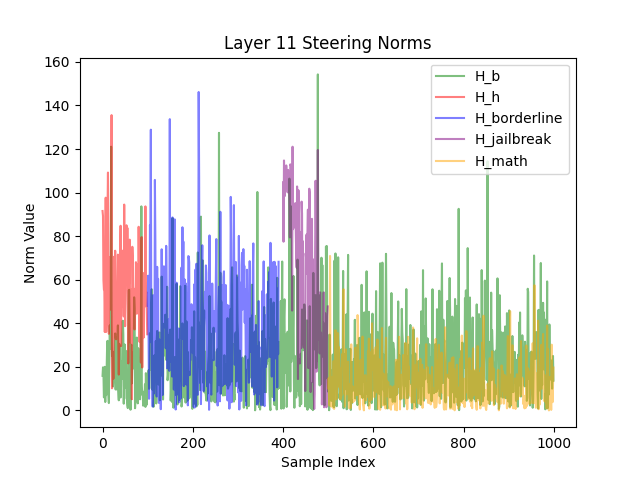 Layer 11 Steering Norms
Norm Value
160
140
120
100
80
60
40
20
0
H_b
H_h
H_borderline
H_jailbreak
H_math
0 200 400 600 800 1000
Sample Index